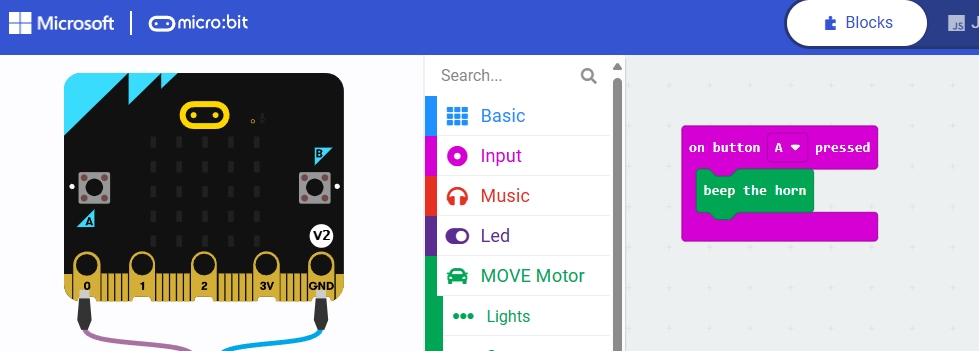 Microsoft
micro:bit
Blocks
JS
J
Search...
Basic
Input
Music
Led
MOVE Motor
Lights
B
A
V2
0 1 2 3V GND
on button A pressed
beep the horn